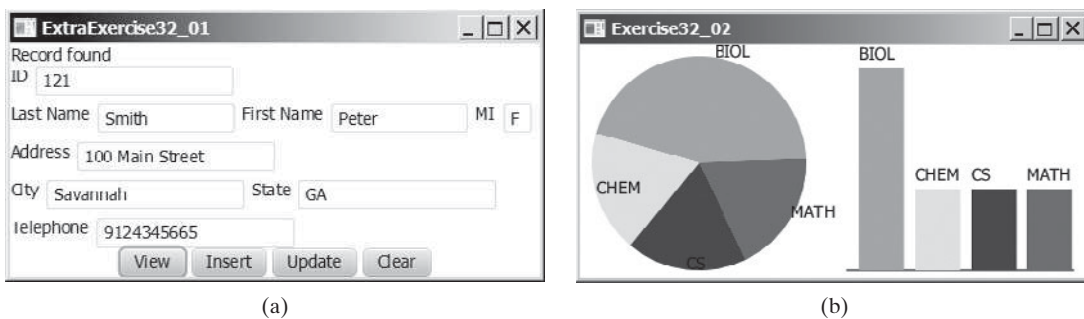 ExtraExercise32_01
Record found
ID 121
Last Name Smith First Name Peter MI F
Address 100 Main Street
City Savannah State GA
Telephone 9124345665
View Insert Update Clear
(a)
Exercise32_02
BIOL
CHEM
MATH
CS
BIOL
CHEM CS MATH
(b)